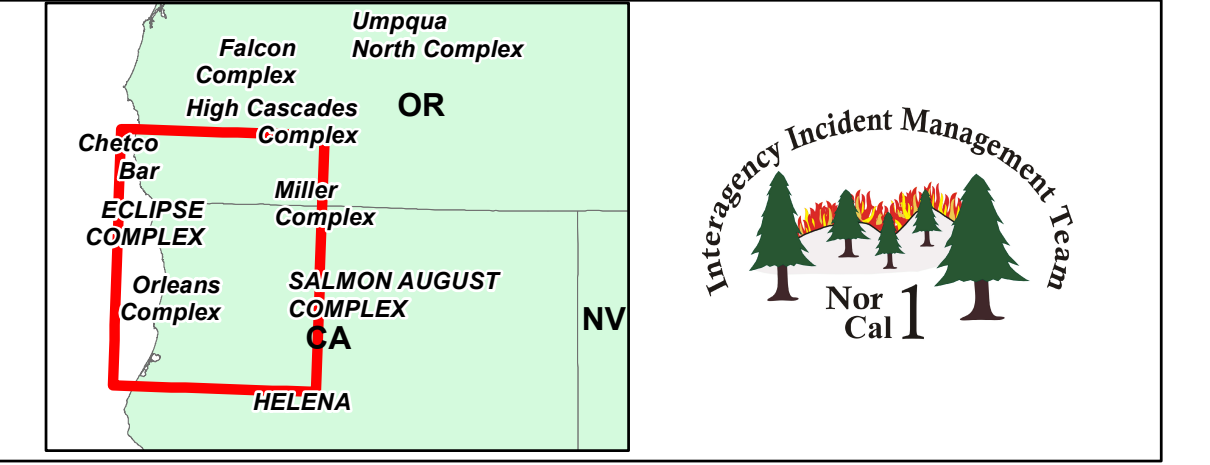 Umpqua
North Complex
Falcon
Complex
High Cascades
Complex
OR
Chetco
Bar
Miller
Complex
ECLIPSE
COMPLEX
Orleans
Complex
SALMON AUGUST
COMPLEX
CA
NV
HELENA
Interagency Incident Management Team
Nor
Cal 1